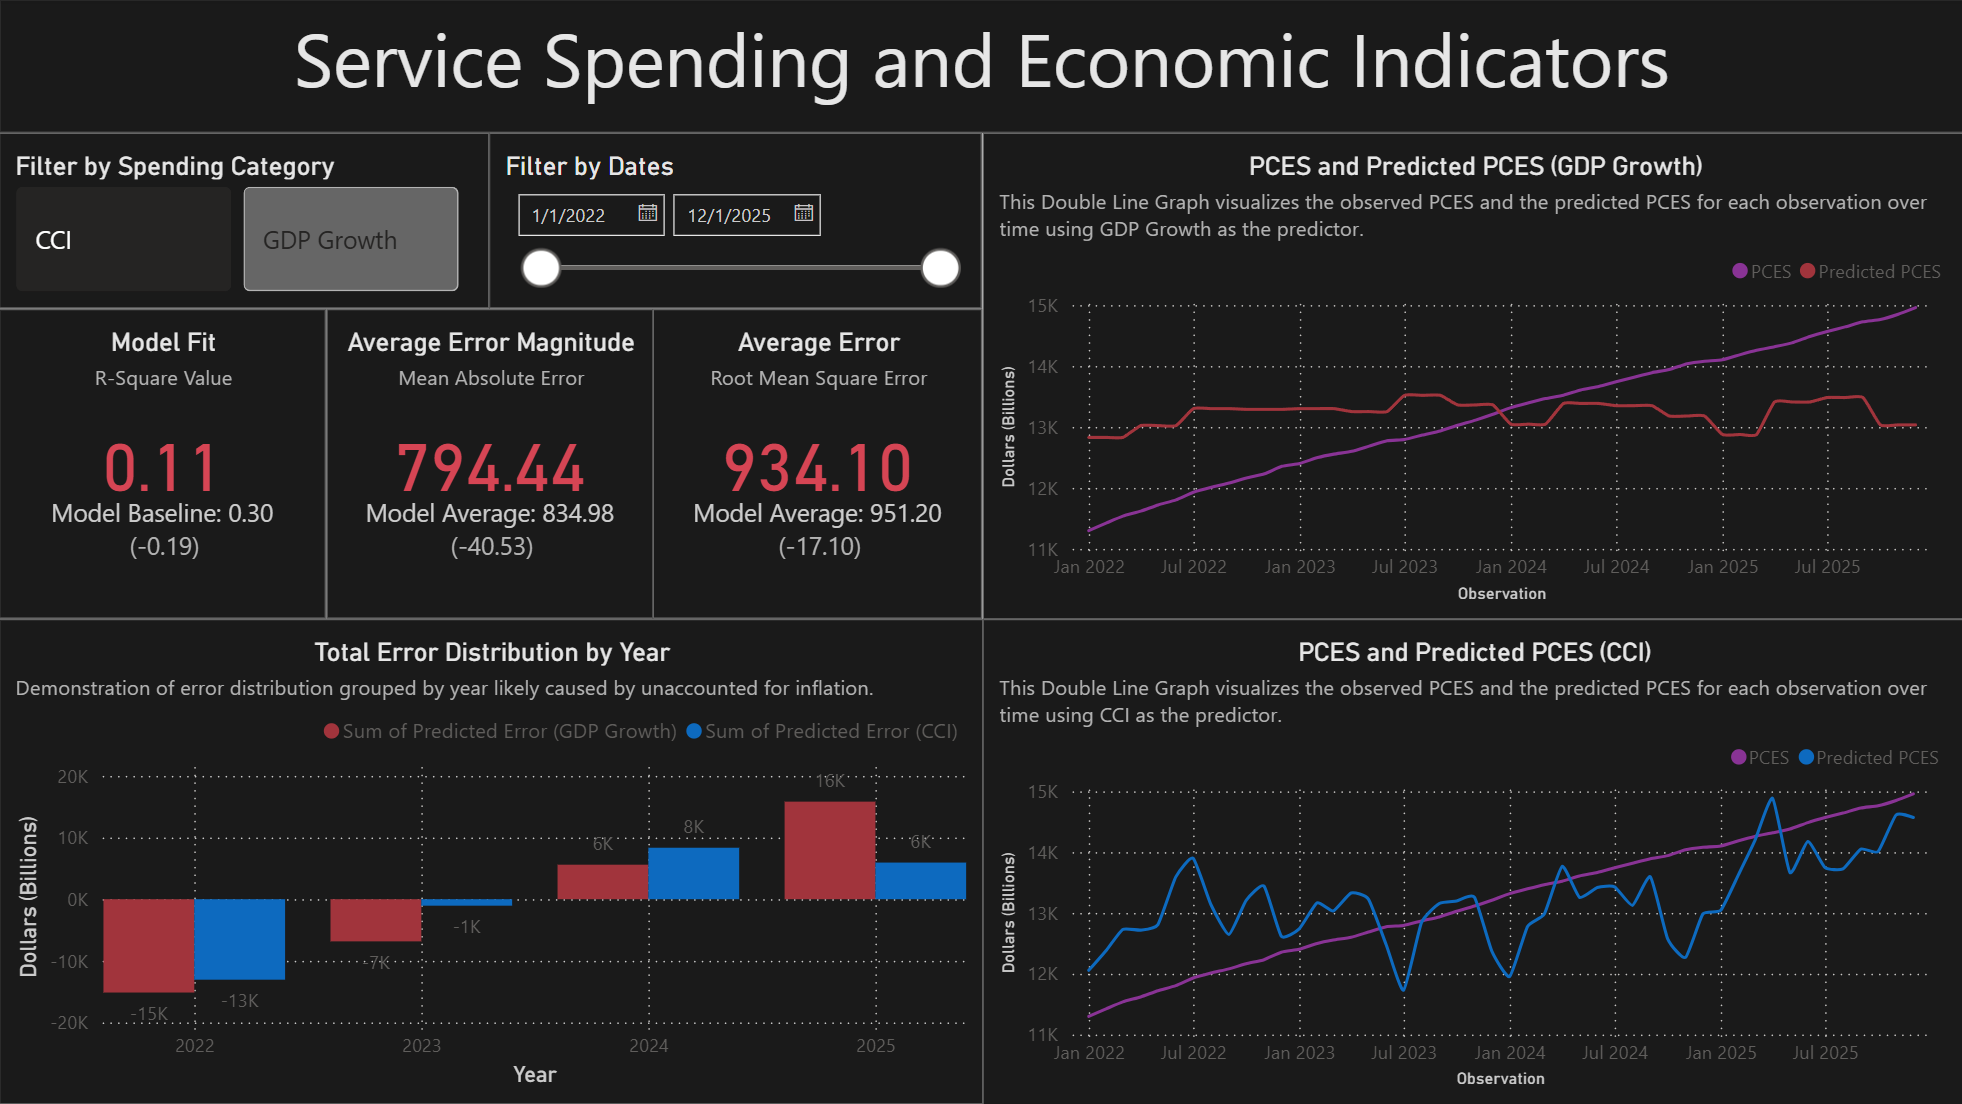 Service Spending and Economic Indicators
Filter by Spending Category
CCI
GDP Growth
Filter by Dates
1/1/2022
12/1/2025
Model Fit
R-Square Value
0.11
Model Baseline: 0.30
(-0.19)
Average Error Magnitude
Mean Absolute Error
794.44
Model Average: 834.98
(-40.53)
Average Error
Root Mean Square Error
934.10
Model Average: 951.20
(-17.10)
PCES and Predicted PCES (GDP Growth)
This Double Line Graph visualizes the observed PCES and the predicted PCES for each observation over
time using GDP Growth as the predictor.
PCES Predicted PCES
15K
14K
13K
12K
11K
Dollars (Billions)
Jan 2022 Jul 2022 Jan 2023 Jul 2023 Jan 2024 Jul 2024 Jan 2025 Jul 2025
Observation
Total Error Distribution by Year
Demonstration of error distribution grouped by year likely caused by unaccounted for inflation.
Sum of Predicted Error (GDP Growth) Sum of Predicted Error (CCI)
20K
10K
0K
-10K
-20K
Dollars (Billions)
-15K
-13K
-7K
-1K
6K
8K
16K
6K
2022 2023 2024 2025
Year
PCES and Predicted PCES (CCI)
This Double Line Graph visualizes the observed PCES and the predicted PCES for each observation over
time using CCI as the predictor.
PCES Predicted PCES
15K
14K
13K
12K
11K
Dollars (Billions)
Jan 2022 Jul 2022 Jan 2023 Jul 2023 Jan 2024 Jul 2024 Jan 2025 Jul 2025
Observation